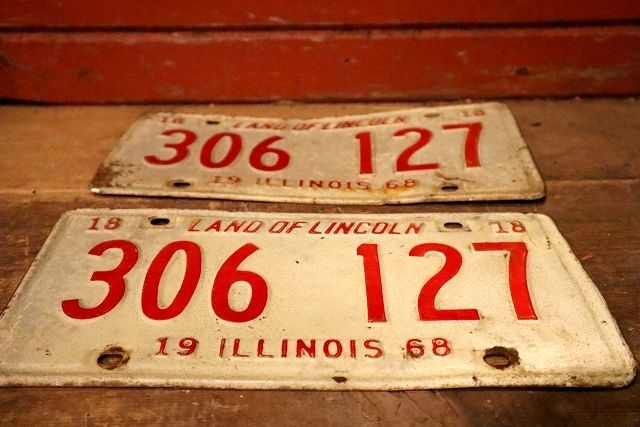 18 LAND OF LINCOLN 18
306 127
19 ILLINOIS 68
18 LAND OF LINCOLN 18
306 127
19 ILLINOIS 68